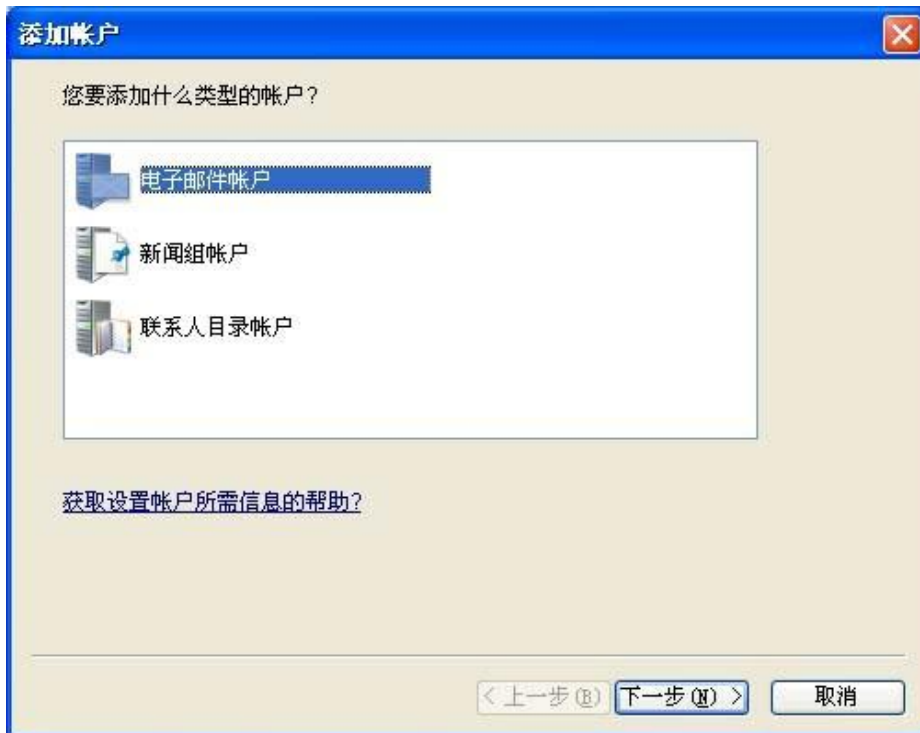 添加帐户
您要添加什么类型的帐户?
电子邮件帐户
新闻组帐户
联系人目录帐户
获取设置帐户所需信息的帮助?
< 上一步(B) 下一步(N) > 取消